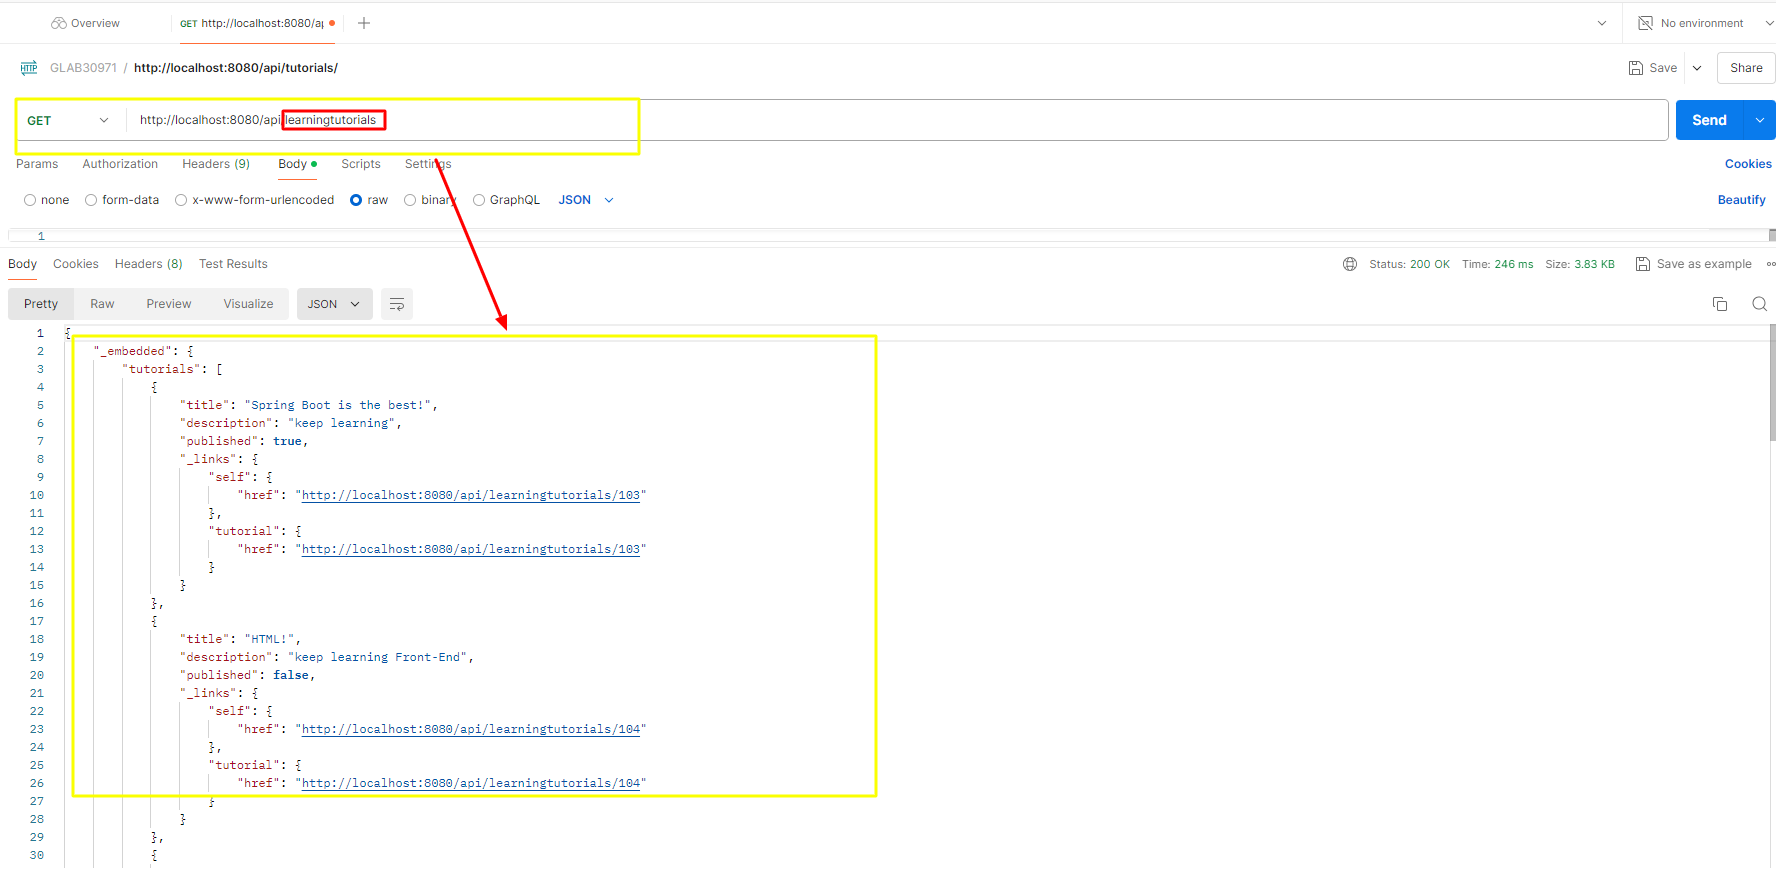 Overview GET http://localhost:8080/ap No environment
HTTP GLAB30971 / http://localhost:8080/api/tutorials/ Save Share
GET http://localhost:8080/api/learningtutorials Send
Params Authorization Headers (9) Body Scripts Settings Cookies
none form-data x-www-form-urlencoded raw binary GraphQL JSON Beautify
1
Body Cookies Headers (8) Test Results Status: 200 OK Time: 246 ms Size: 3.83 KB Save as example
Pretty Raw Preview Visualize JSON
1 {
2 "_embedded": {
3 "tutorials": [
4 {
5 "title": "Spring Boot is the best!",
6 "description": "keep learning",
7 "published": true,
8 "_links": {
9 "self": {
10 "href": "http://localhost:8080/api/learningtutorials/103"
11 },
12 "tutorial": {
13 "href": "http://localhost:8080/api/learningtutorials/103"
14 }
15 }
16 },
17 {
18 "title": "HTML!",
19 "description": "keep learning Front-End",
20 "published": false,
21 "_links": {
22 "self": {
23 "href": "http://localhost:8080/api/learningtutorials/104"
24 },
25 "tutorial": {
26 "href": "http://localhost:8080/api/learningtutorials/104"
27 }
28 }
29 },
30 {